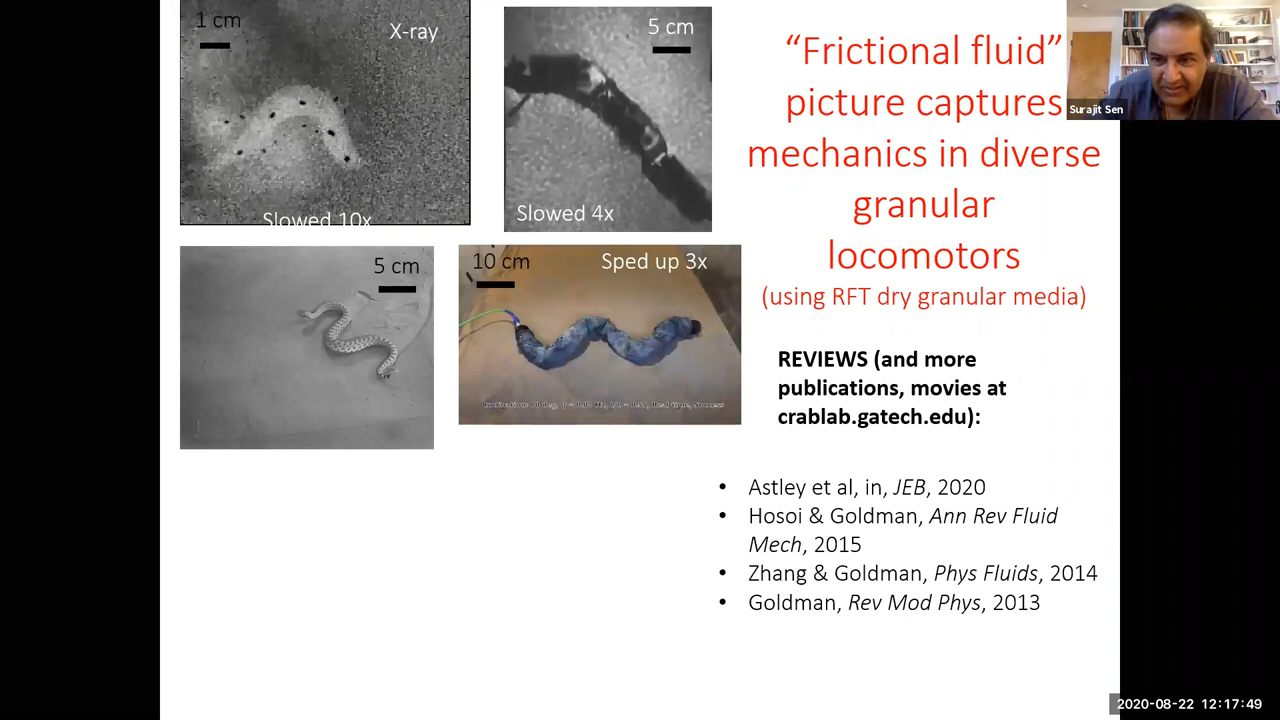 1 cm
X-ray
Slowed 10x
5 cm
Slowed 4x
5 cm
10 cm
Sped up 3x
“Frictional fluid”
picture captures
mechanics in diverse
granular
locomotors
(using RFT dry granular media)
REVIEWS (and more
publications, movies at
crablab.gatech.edu):
• Astley et al, in, JEB, 2020
• Hosoi & Goldman, Ann Rev Fluid
Mech, 2015
• Zhang & Goldman, Phys Fluids, 2014
• Goldman, Rev Mod Phys, 2013
Surajit Sen
2020-08-22 12:17:49